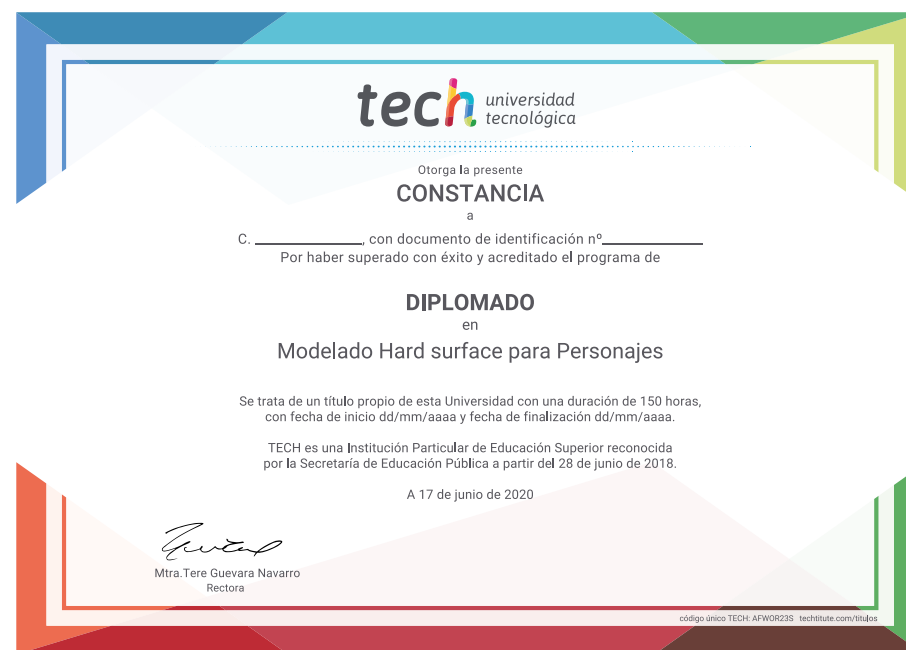 tech universidad
tecnológica
Otorga la presente
CONSTANCIA
a
C. ____________, con documento de identificación nº____________
Por haber superado con éxito y acreditado el programa de
DIPLOMADO
en
Modelado Hard surface para Personajes
Se trata de un título propio de esta Universidad con una duración de 150 horas,
con fecha de inicio dd/mm/aaaa y fecha de finalización dd/mm/aaaa.
TECH es una Institución Particular de Educación Superior reconocida
por la Secretaría de Educación Pública a partir del 28 de junio de 2018.
A 17 de junio de 2020
Mtra.Tere Guevara Navarro
Rectora
código único TECH: AFWOR23S techtitute.com/titulos